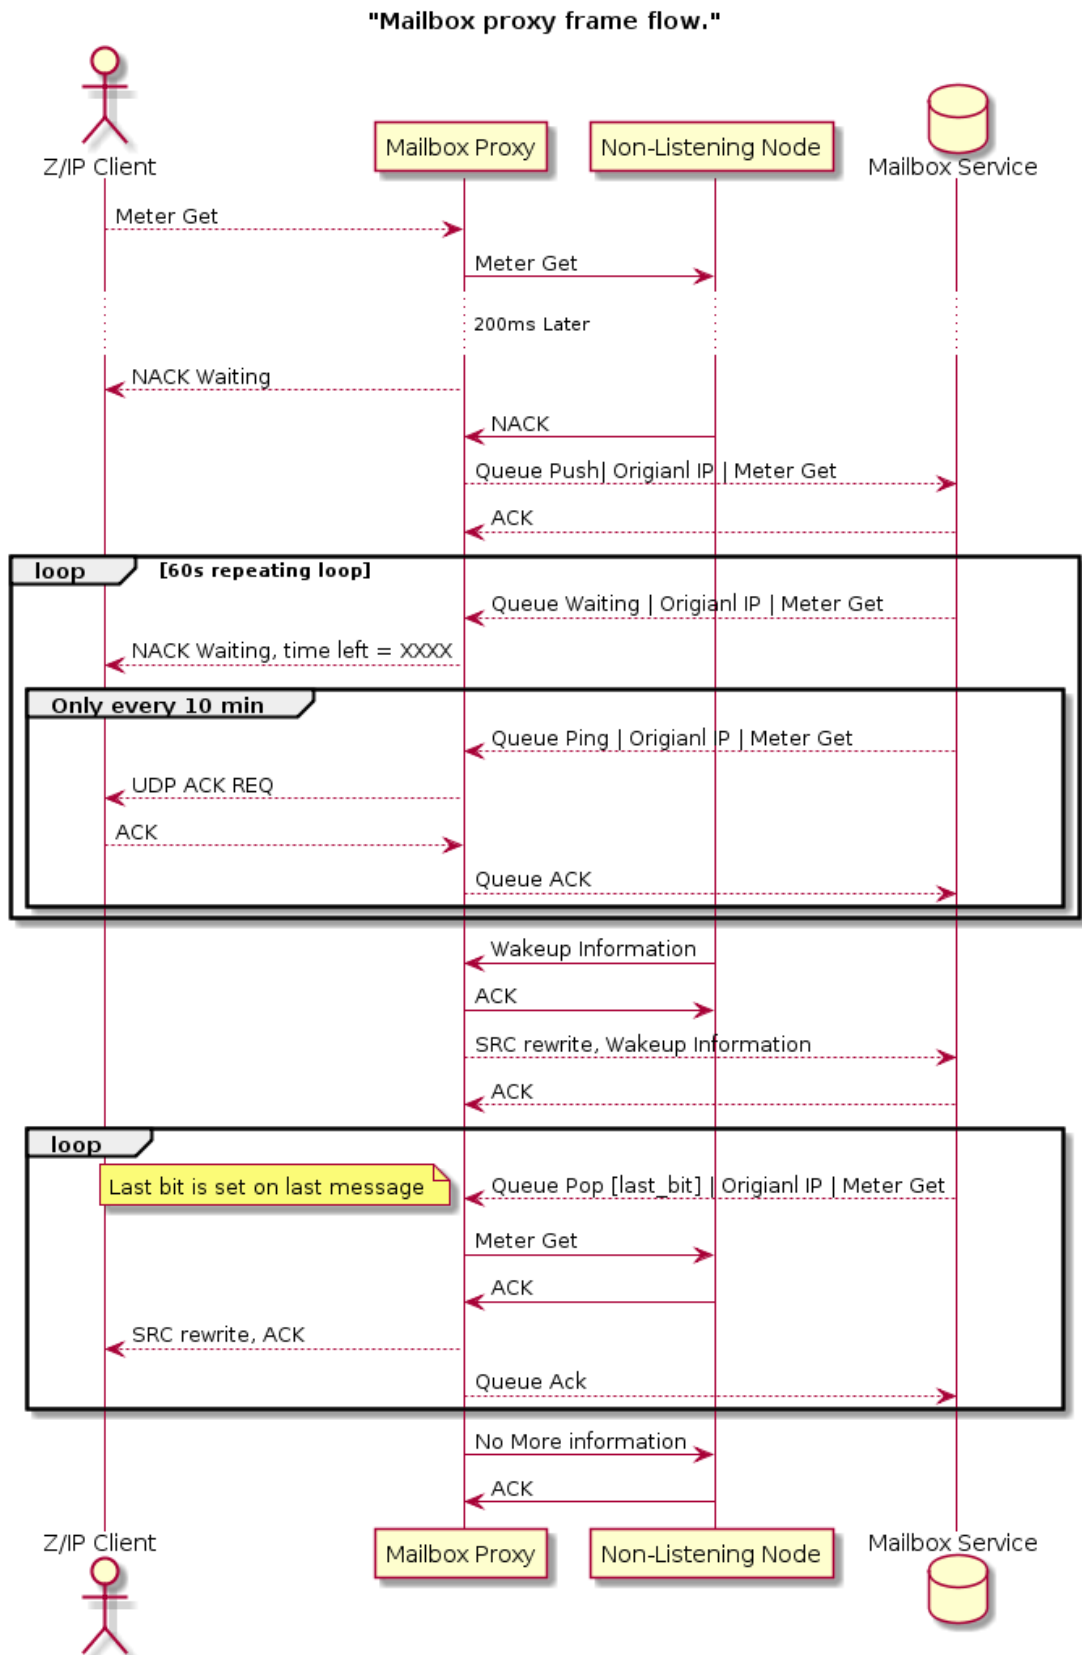 "Mailbox proxy frame flow."
Z/IP Client
Mailbox Proxy
Non-Listening Node
Mailbox Service
Meter Get
Meter Get
200ms Later
NACK Waiting
NACK
Queue Push| Origianl IP | Meter Get
ACK
loop [60s repeating loop]
Queue Waiting | Origianl IP | Meter Get
NACK Waiting, time left = XXXX
Only every 10 min
Queue Ping | Origianl IP | Meter Get
UDP ACK REQ
ACK
Queue ACK
Wakeup Information
ACK
SRC rewrite, Wakeup Information
ACK
loop
Last bit is set on last message
Queue Pop [last_bit] | Origianl IP | Meter Get
Meter Get
ACK
SRC rewrite, ACK
Queue Ack
No More information
ACK
Z/IP Client
Mailbox Proxy
Non-Listening Node
Mailbox Service